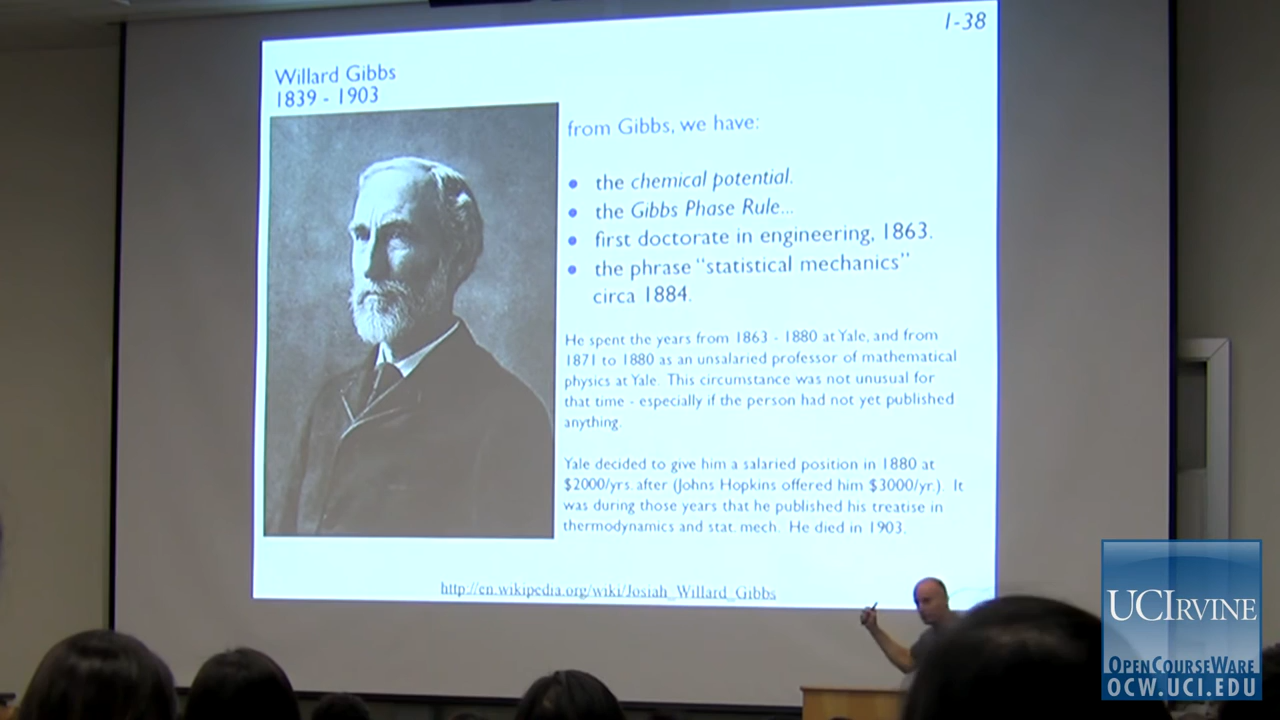 1-38
Willard Gibbs
1839 - 1903
from Gibbs, we have:
• the chemical potential.
• the Gibbs Phase Rule...
• first doctorate in engineering, 1863.
• the phrase "statistical mechanics"
circa 1884.
He spent the years from 1863 - 1880 at Yale, and from
1871 to 1880 as an unsalaried professor of mathematical
physics at Yale. This circumstance was not unusual for
that time - especially if the person had not yet published
anything.
Yale decided to give him a salaried position in 1880 at
$2000/yrs. after (Johns Hopkins offered him $3000/yr.). It
was during those years that he published his treatise in
thermodynamics and stat. mech. He died in 1903.
http://en.wikipedia.org/wiki/Josiah_Willard_Gibbs
UCIRVINE
OPENCOURSEWARE
OCW.UCI.EDU